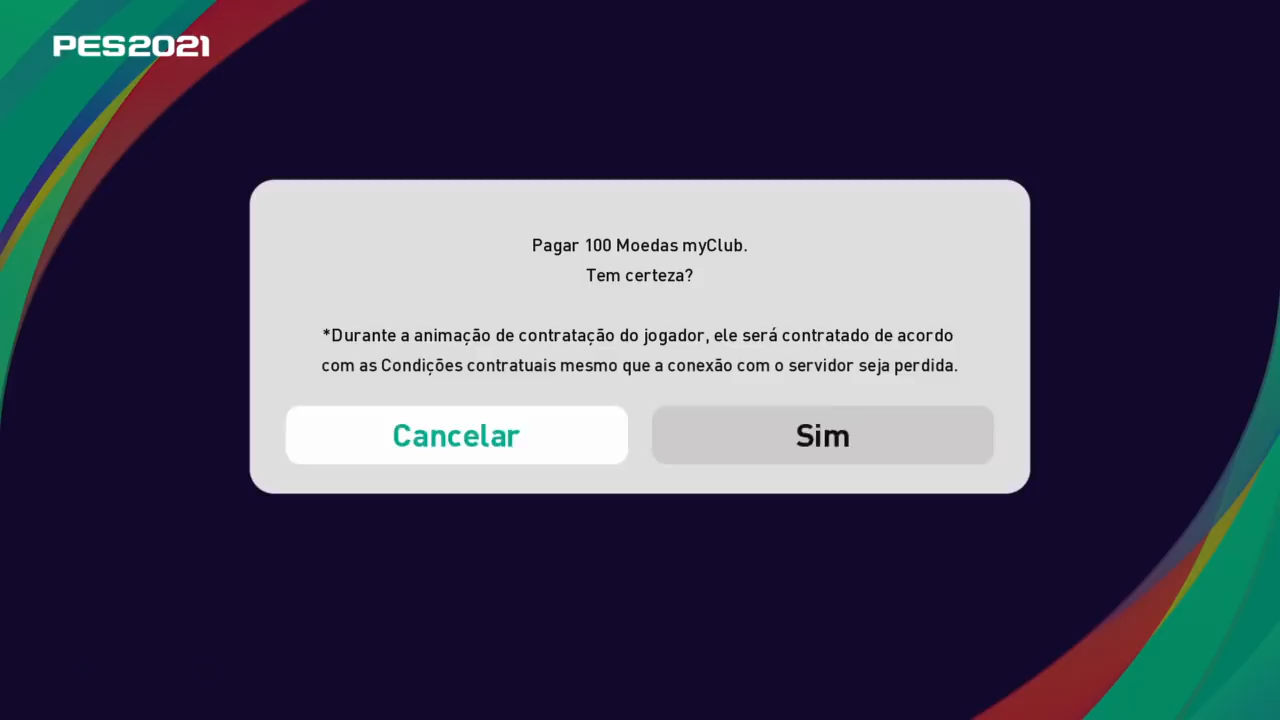 PES2021
Pagar 100 Moedas myClub.
Tem certeza?
*Durante a animação de contratação do jogador, ele será contratado de acordo
com as Condições contratuais mesmo que a conexão com o servidor seja perdida.
Cancelar
Sim